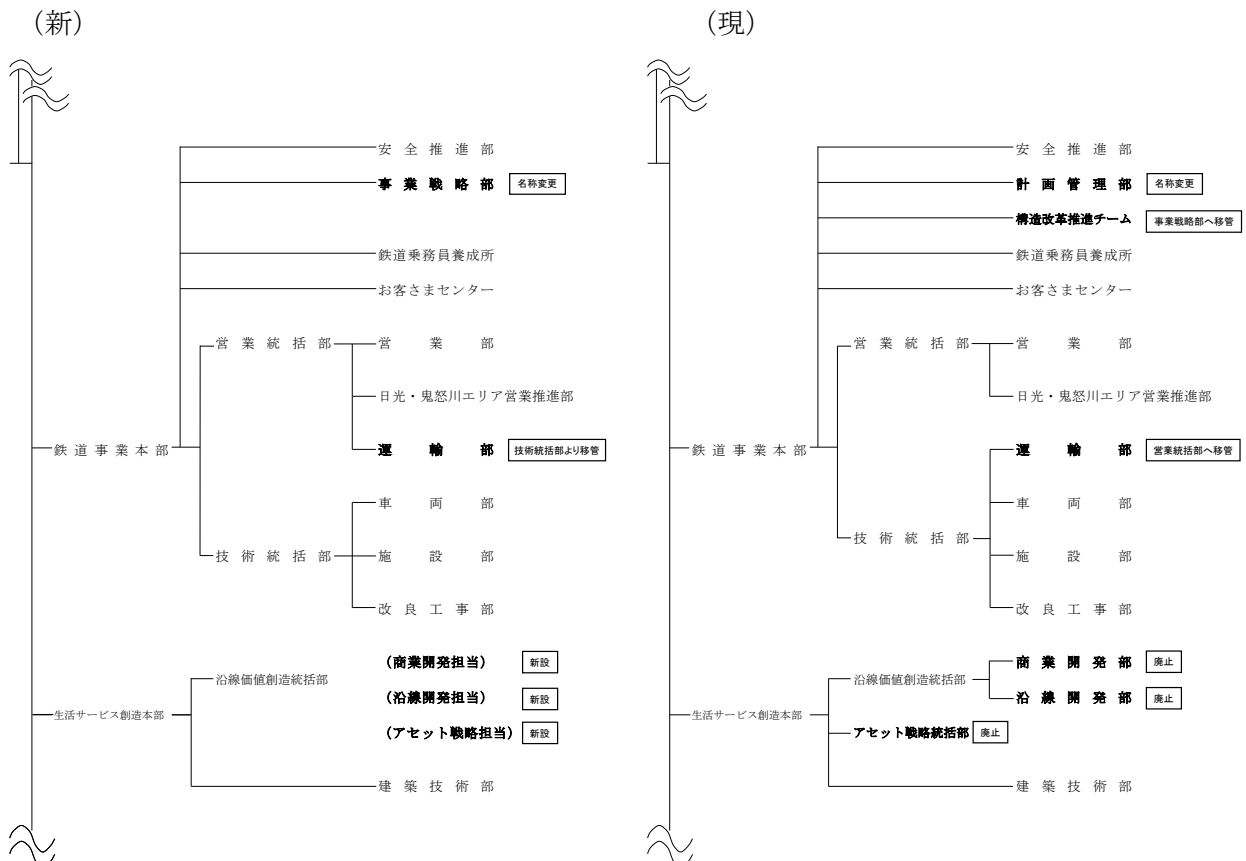 （新）
安全推進部
事業戦略部 名称変更
鉄道乗務員養成所
お客さまセンター
営業統括部 営業部
日光・鬼怒川エリア営業推進部
鉄道事業本部 運輸部 技術統括部より移管
車両部
技術統括部 施設部
改良工事部
（商業開発担当） 新設
沿線価値創造統括部
（沿線開発担当） 新設
生活サービス創造本部
（アセット戦略担当） 新設
建築技術部
（現）
安全推進部
計画管理部 名称変更
構造改革推進チーム 事業戦略部へ移管
鉄道乗務員養成所
お客さまセンター
営業統括部 営業部
日光・鬼怒川エリア営業推進部
鉄道事業本部 運輸部 営業統括部へ移管
車両部
技術統括部
施設部
改良工事部
商業開発部 廃止
沿線価値創造統括部
沿線開発部 廃止
生活サービス創造本部
アセット戦略統括部 廃止
建築技術部